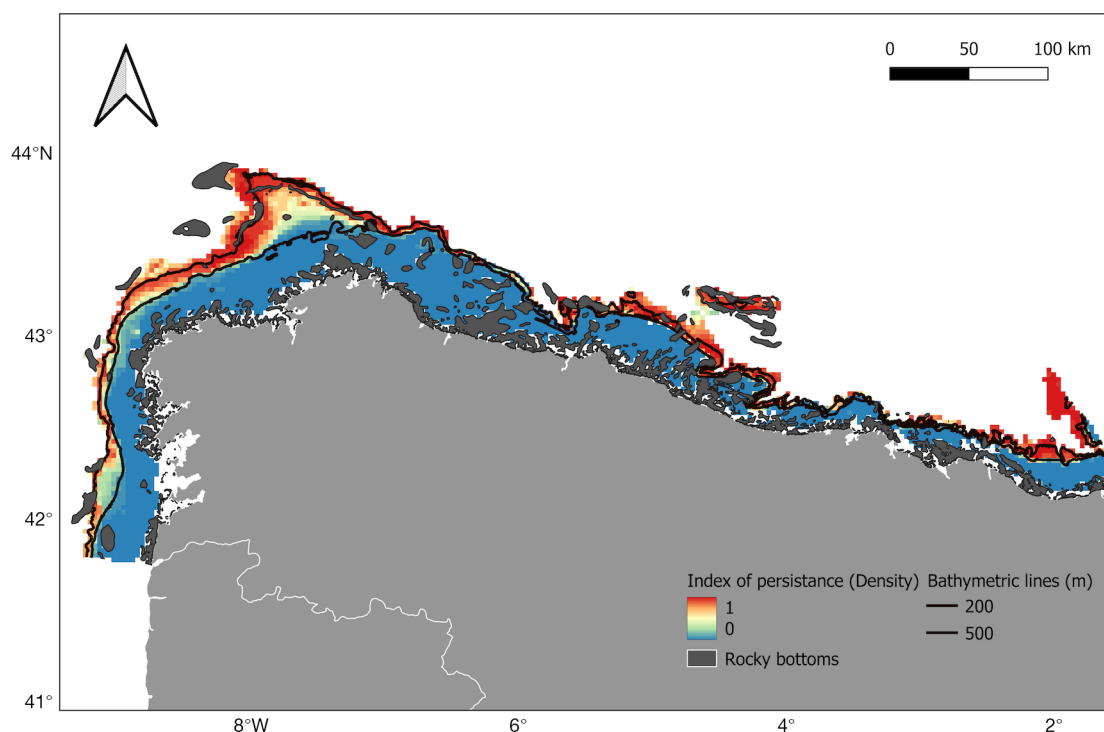 0 50 100 km
44°N
43°
42°
41°
8°W 6° 4° 2°
Index of persistance (Density)
1
0
Rocky bottoms
Bathymetric lines (m)
200
500